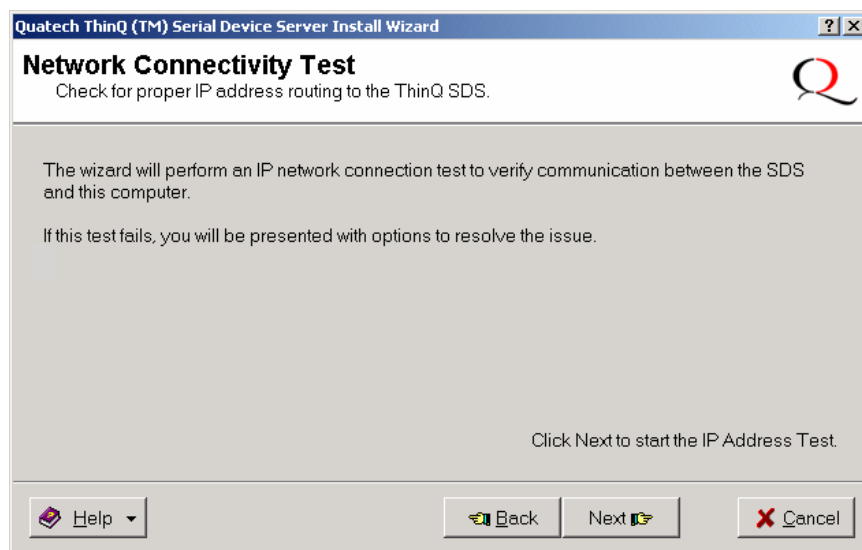 Quatech ThinQ (TM) Serial Device Server Install Wizard
Network Connectivity Test
Check for proper IP address routing to the ThinQ SDS.
The wizard will perform an IP network connection test to verify communication between the SDS
and this computer.
If this test fails, you will be presented with options to resolve the issue.
Click Next to start the IP Address Test.
Help
Back
Next
Cancel